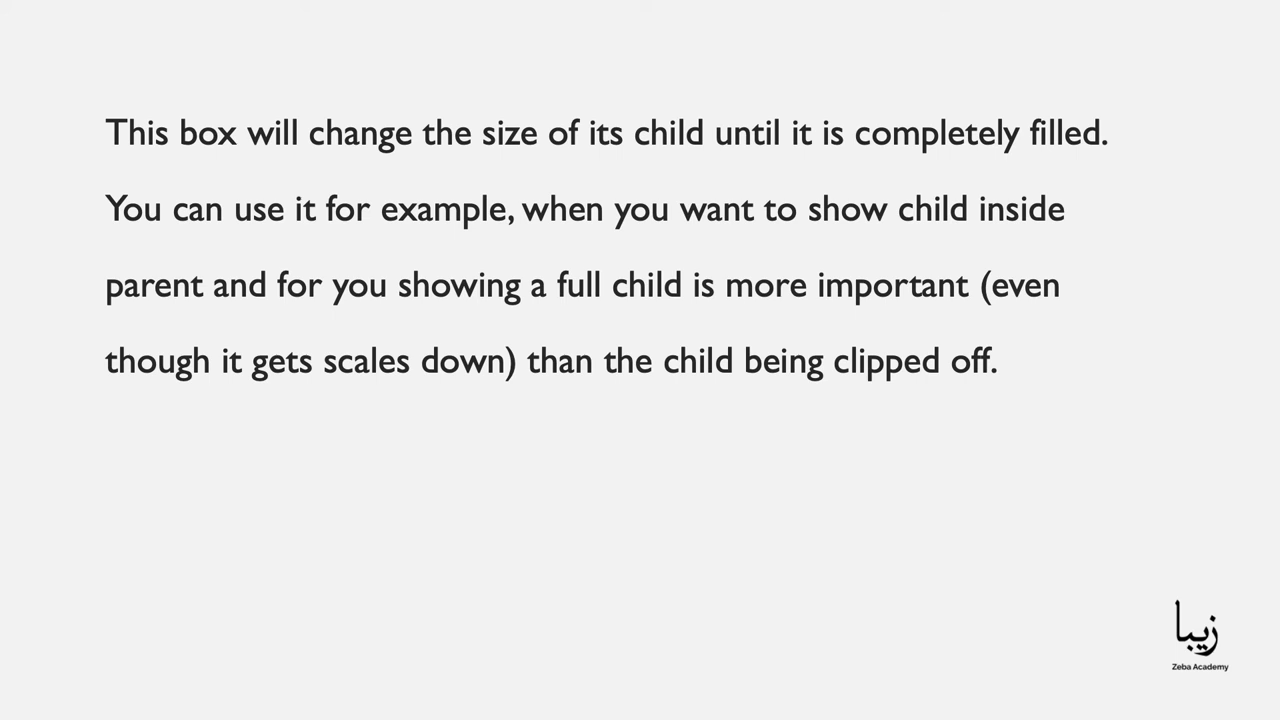 This box will change the size of its child until it is completely filled.
You can use it for example, when you want to show child inside
parent and for you showing a full child is more important (even
though it gets scales down) than the child being clipped off.
زیبا
Zeba Academy